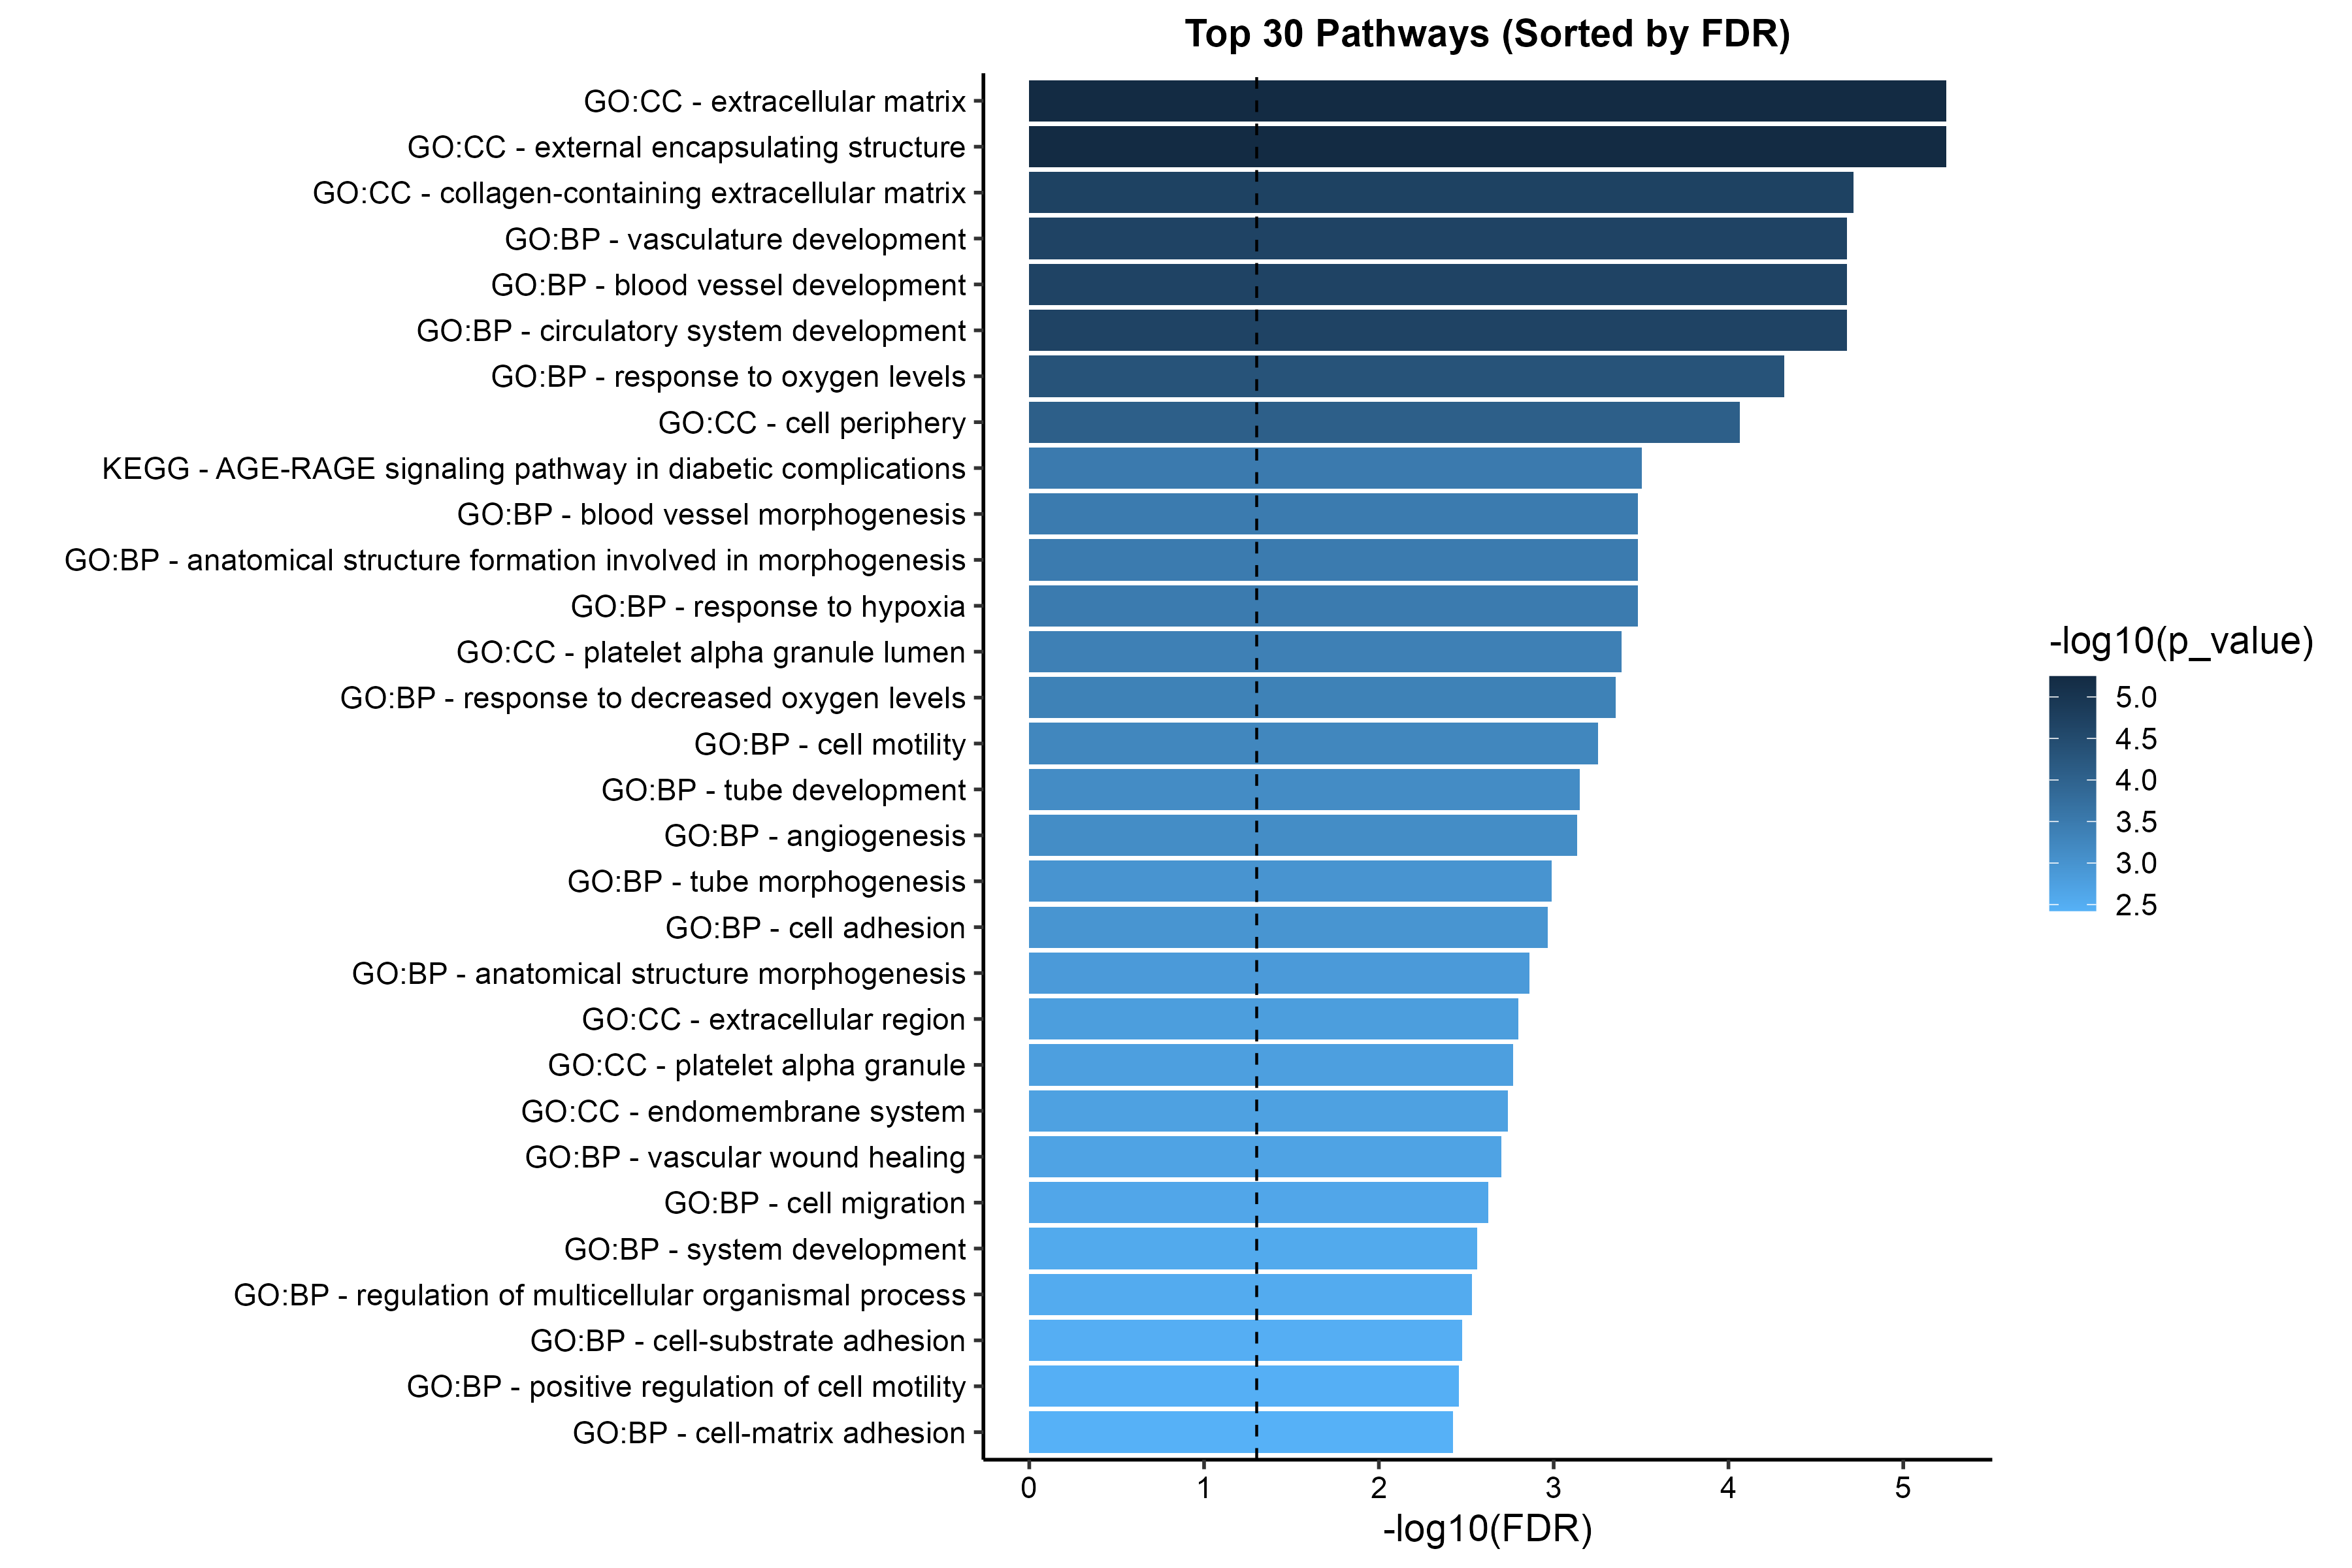 Top 30 Pathways (Sorted by FDR)
GO:CC - extracellular matrix
GO:CC - external encapsulating structure
GO:CC - collagen-containing extracellular matrix
GO:BP - vasculature development
GO:BP - blood vessel development
GO:BP - circulatory system development
GO:BP - response to oxygen levels
GO:CC - cell periphery
KEGG - AGE-RAGE signaling pathway in diabetic complications
GO:BP - blood vessel morphogenesis
GO:BP - anatomical structure formation involved in morphogenesis
GO:BP - response to hypoxia
GO:CC - platelet alpha granule lumen
GO:BP - response to decreased oxygen levels
GO:BP - cell motility
GO:BP - tube development
GO:BP - angiogenesis
GO:BP - tube morphogenesis
GO:BP - cell adhesion
GO:BP - anatomical structure morphogenesis
GO:CC - extracellular region
GO:CC - platelet alpha granule
GO:CC - endomembrane system
GO:BP - vascular wound healing
GO:BP - cell migration
GO:BP - system development
GO:BP - regulation of multicellular organismal process
GO:BP - cell-substrate adhesion
GO:BP - positive regulation of cell motility
GO:BP - cell-matrix adhesion
0 1 2 3 4 5
-log10(FDR)
-log10(p_value)
5.0
4.5
4.0
3.5
3.0
2.5